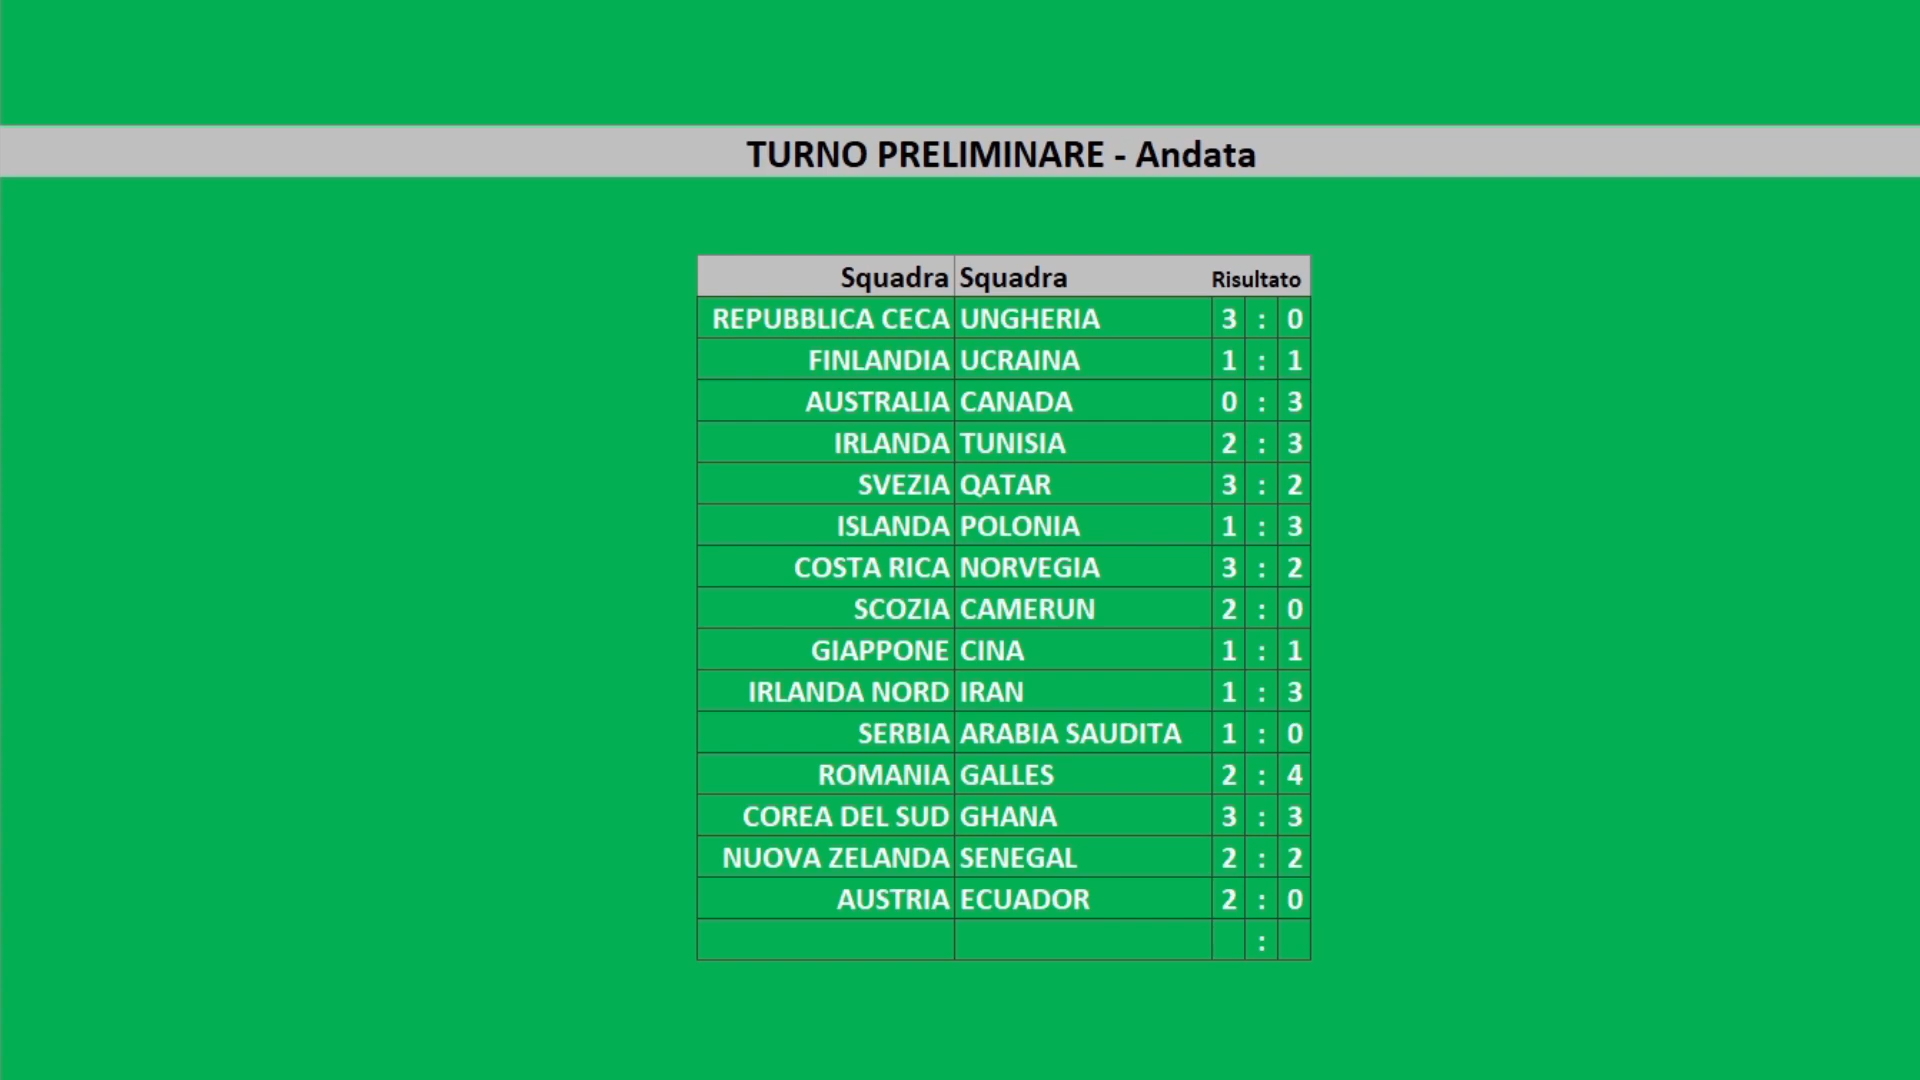 TURNO PRELIMINARE - Andata
Squadra Squadra Risultato
REPUBBLICA CECA UNGHERIA 3 : 0
FINLANDIA UCRAINA 1 : 1
AUSTRALIA CANADA 0 : 3
IRLANDA TUNISIA 2 : 3
SVEZIA QATAR 3 : 2
ISLANDA POLONIA 1 : 3
COSTA RICA NORVEGIA 3 : 2
SCOZIA CAMERUN 2 : 0
GIAPPONE CINA 1 : 1
IRLANDA NORD IRAN 1 : 3
SERBIA ARABIA SAUDITA 1 : 0
ROMANIA GALLES 2 : 4
COREA DEL SUD GHANA 3 : 3
NUOVA ZELANDA SENEGAL 2 : 2
AUSTRIA ECUADOR 2 : 0
: